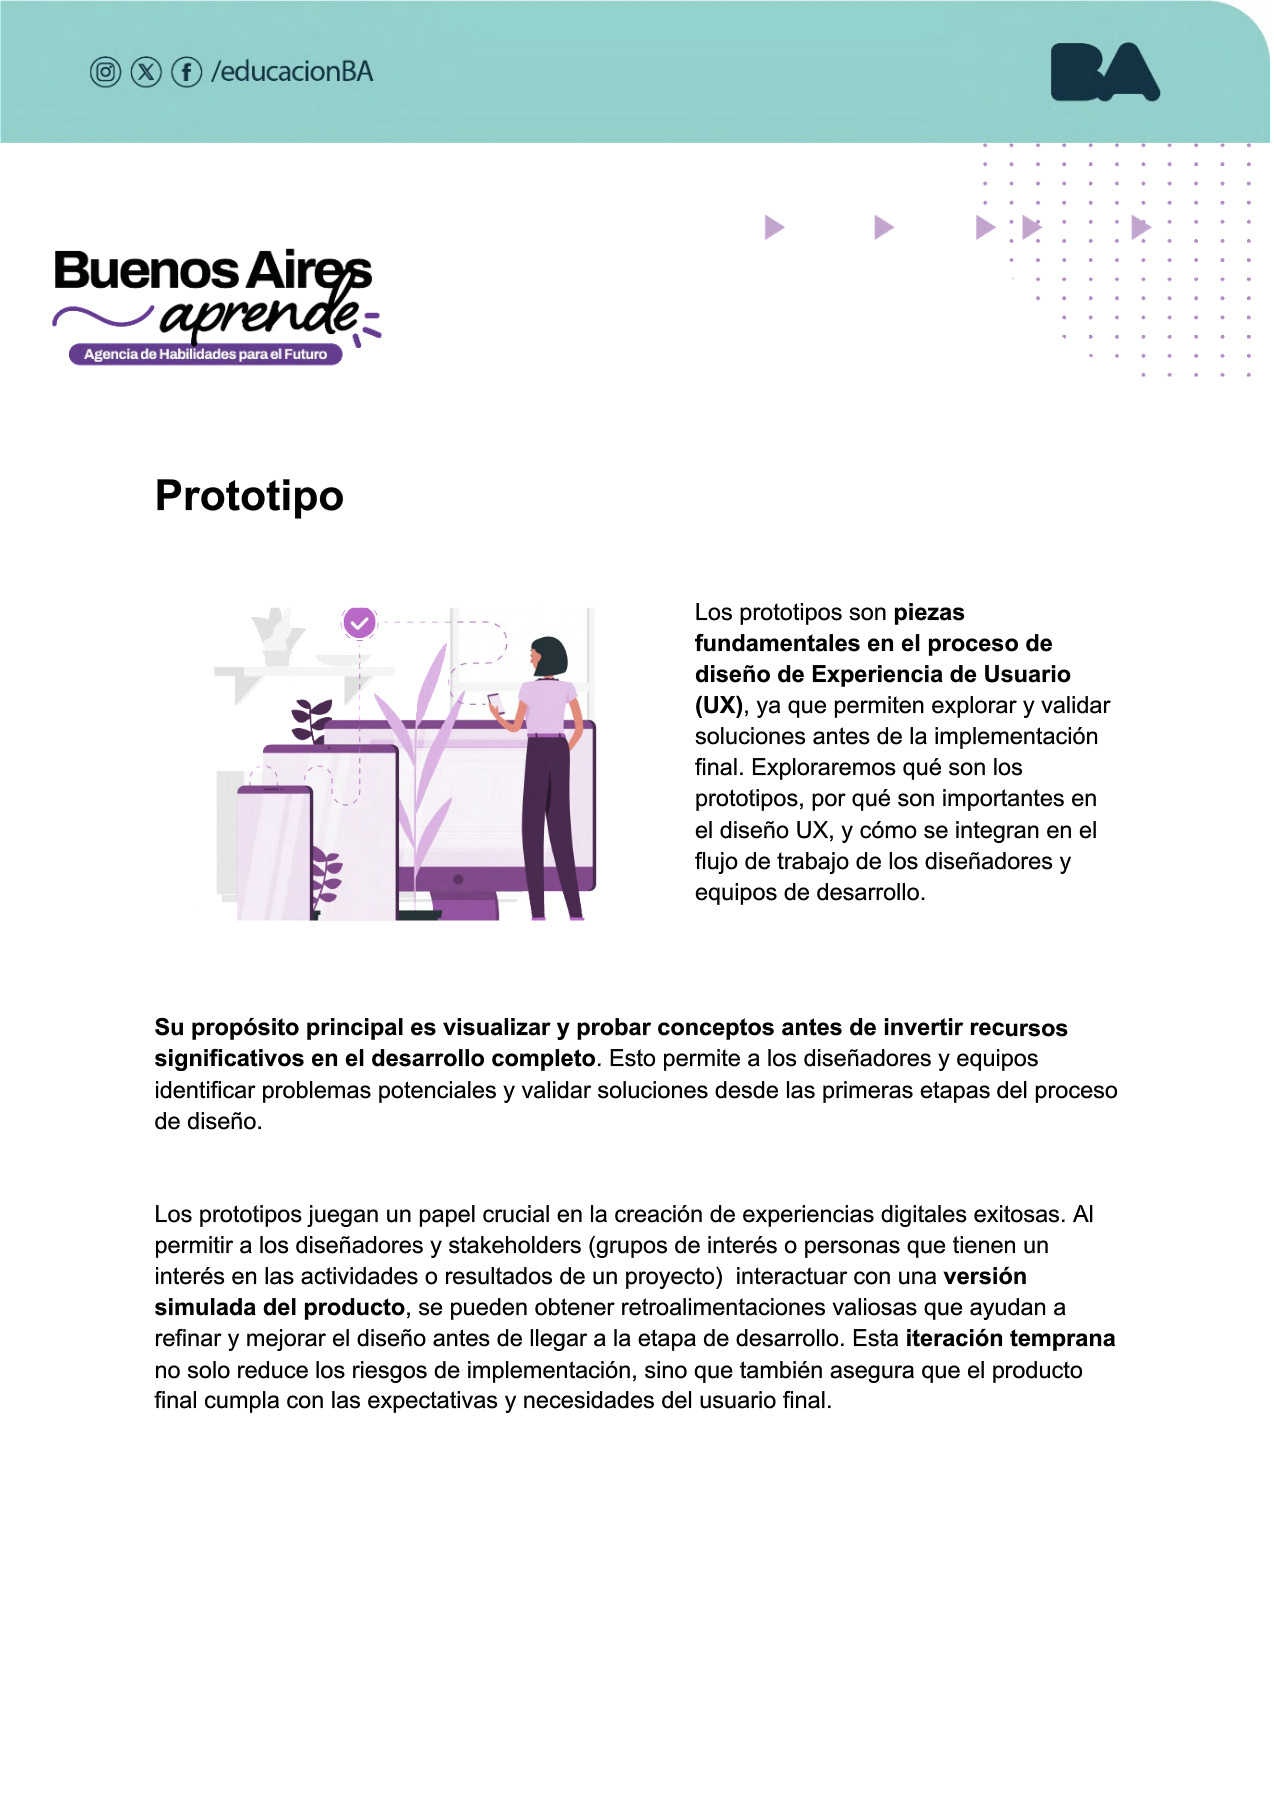 /educacionBA
BA
Buenos Aires
aprende
Agencia de Habilidades para el Futuro
Prototipo
Los prototipos son piezas
fundamentales en el proceso de
diseño de Experiencia de Usuario
(UX), ya que permiten explorar y validar
soluciones antes de la implementación
final. Exploraremos qué son los
prototipos, por qué son importantes en
el diseño UX, y cómo se integran en el
flujo de trabajo de los diseñadores y
equipos de desarrollo.
Su propósito principal es visualizar y probar conceptos antes de invertir recursos
significativos en el desarrollo completo. Esto permite a los diseñadores y equipos
identificar problemas potenciales y validar soluciones desde las primeras etapas del proceso
de diseño.
Los prototipos juegan un papel crucial en la creación de experiencias digitales exitosas. Al
permitir a los diseñadores y stakeholders (grupos de interés o personas que tienen un
interés en las actividades o resultados de un proyecto)  interactuar con una versión
simulada del producto, se pueden obtener retroalimentaciones valiosas que ayudan a
refinar y mejorar el diseño antes de llegar a la etapa de desarrollo. Esta iteración temprana
no solo reduce los riesgos de implementación, sino que también asegura que el producto
final cumpla con las expectativas y necesidades del usuario final.